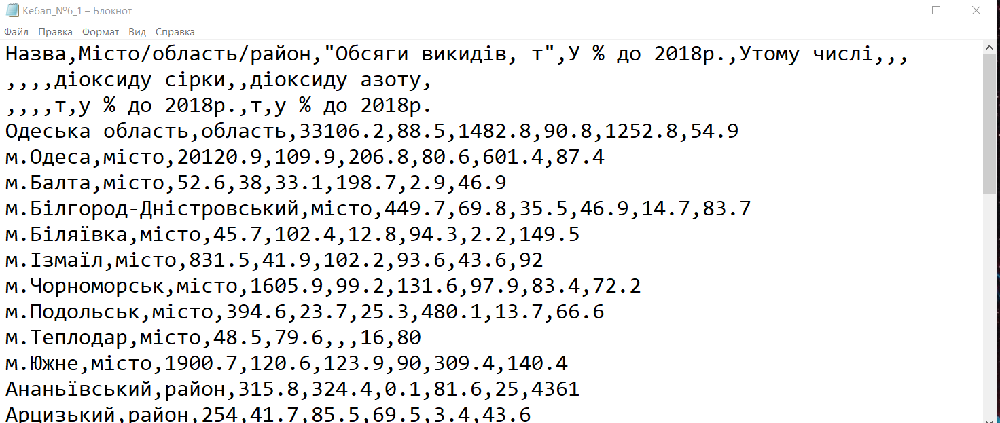 Кебап_№6_1 – Блокнот
Файл Правка Формат Вид Справка
Назва,Місто/область/район,"Обсяги викидів, т",У % до 2018р.,Утому числі,,,
,,,,діоксиду сірки,,діоксиду азоту,
,,,,т,у % до 2018р.,т,у % до 2018р.
Одеська область,область,33106.2,88.5,1482.8,90.8,1252.8,54.9
м.Одеса,місто,20120.9,109.9,206.8,80.6,601.4,87.4
м.Балта,місто,52.6,38,33.1,198.7,2.9,46.9
м.Білгород-Дністровський,місто,449.7,69.8,35.5,46.9,14.7,83.7
м.Біляївка,місто,45.7,102.4,12.8,94.3,2.2,149.5
м.Ізмаїл,місто,831.5,41.9,102.2,93.6,43.6,92
м.Чорноморськ,місто,1605.9,99.2,131.6,97.9,83.4,72.2
м.Подольськ,місто,394.6,23.7,25.3,480.1,13.7,66.6
м.Теплодар,місто,48.5,79.6,,,16,80
м.Южне,місто,1900.7,120.6,123.9,90,309.4,140.4
Ананьївський,район,315.8,324.4,0.1,81.6,25,4361
Арцизький,район,254,41.7,85.5,69.5,3.4,43.6